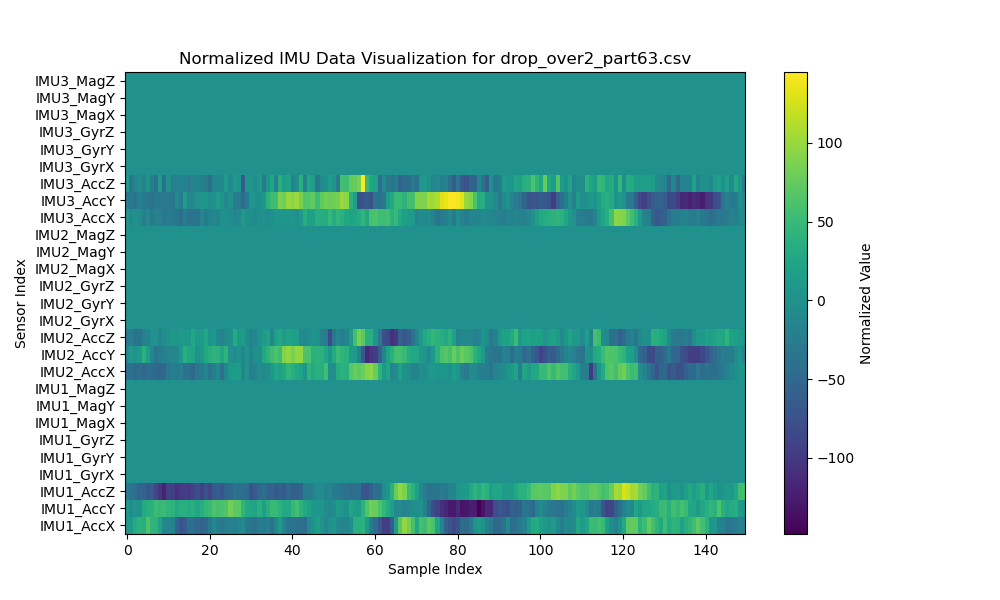 Normalized IMU Data Visualization for drop_over2_part63.csv
IMU3_MagZ
IMU3_MagY
IMU3_MagX
IMU3_GyrZ
IMU3_GyrY
IMU3_GyrX
IMU3_AccZ
IMU3_AccY
IMU3_AccX
IMU2_MagZ
IMU2_MagY
IMU2_MagX
IMU2_GyrZ
IMU2_GyrY
IMU2_GyrX
IMU2_AccZ
IMU2_AccY
IMU2_AccX
IMU1_MagZ
IMU1_MagY
IMU1_MagX
IMU1_GyrZ
IMU1_GyrY
IMU1_GyrX
IMU1_AccZ
IMU1_AccY
IMU1_AccX
Sensor Index
0 20 40 60 80 100 120 140
Sample Index
100
50
0
−50
−100
Normalized Value